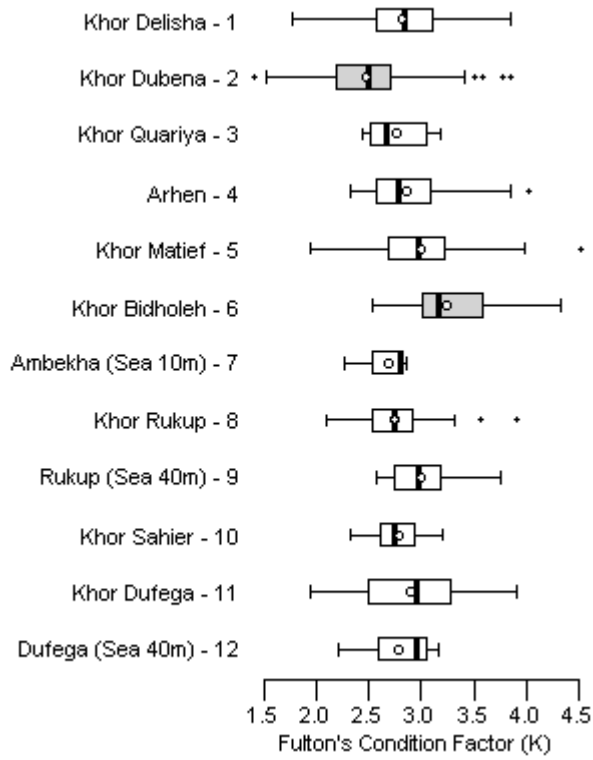 Khor Delisha - 1
Khor Dubena - 2
Khor Quariya - 3
Arhen - 4
Khor Matief - 5
Khor Bidholeh - 6
Ambekha (Sea 10m) - 7
Khor Rukup - 8
Rukup (Sea 40m) - 9
Khor Sahier - 10
Khor Dufega - 11
Dufega (Sea 40m) - 12
1.5 2.0 2.5 3.0 3.5 4.0 4.5
Fulton's Condition Factor (K)